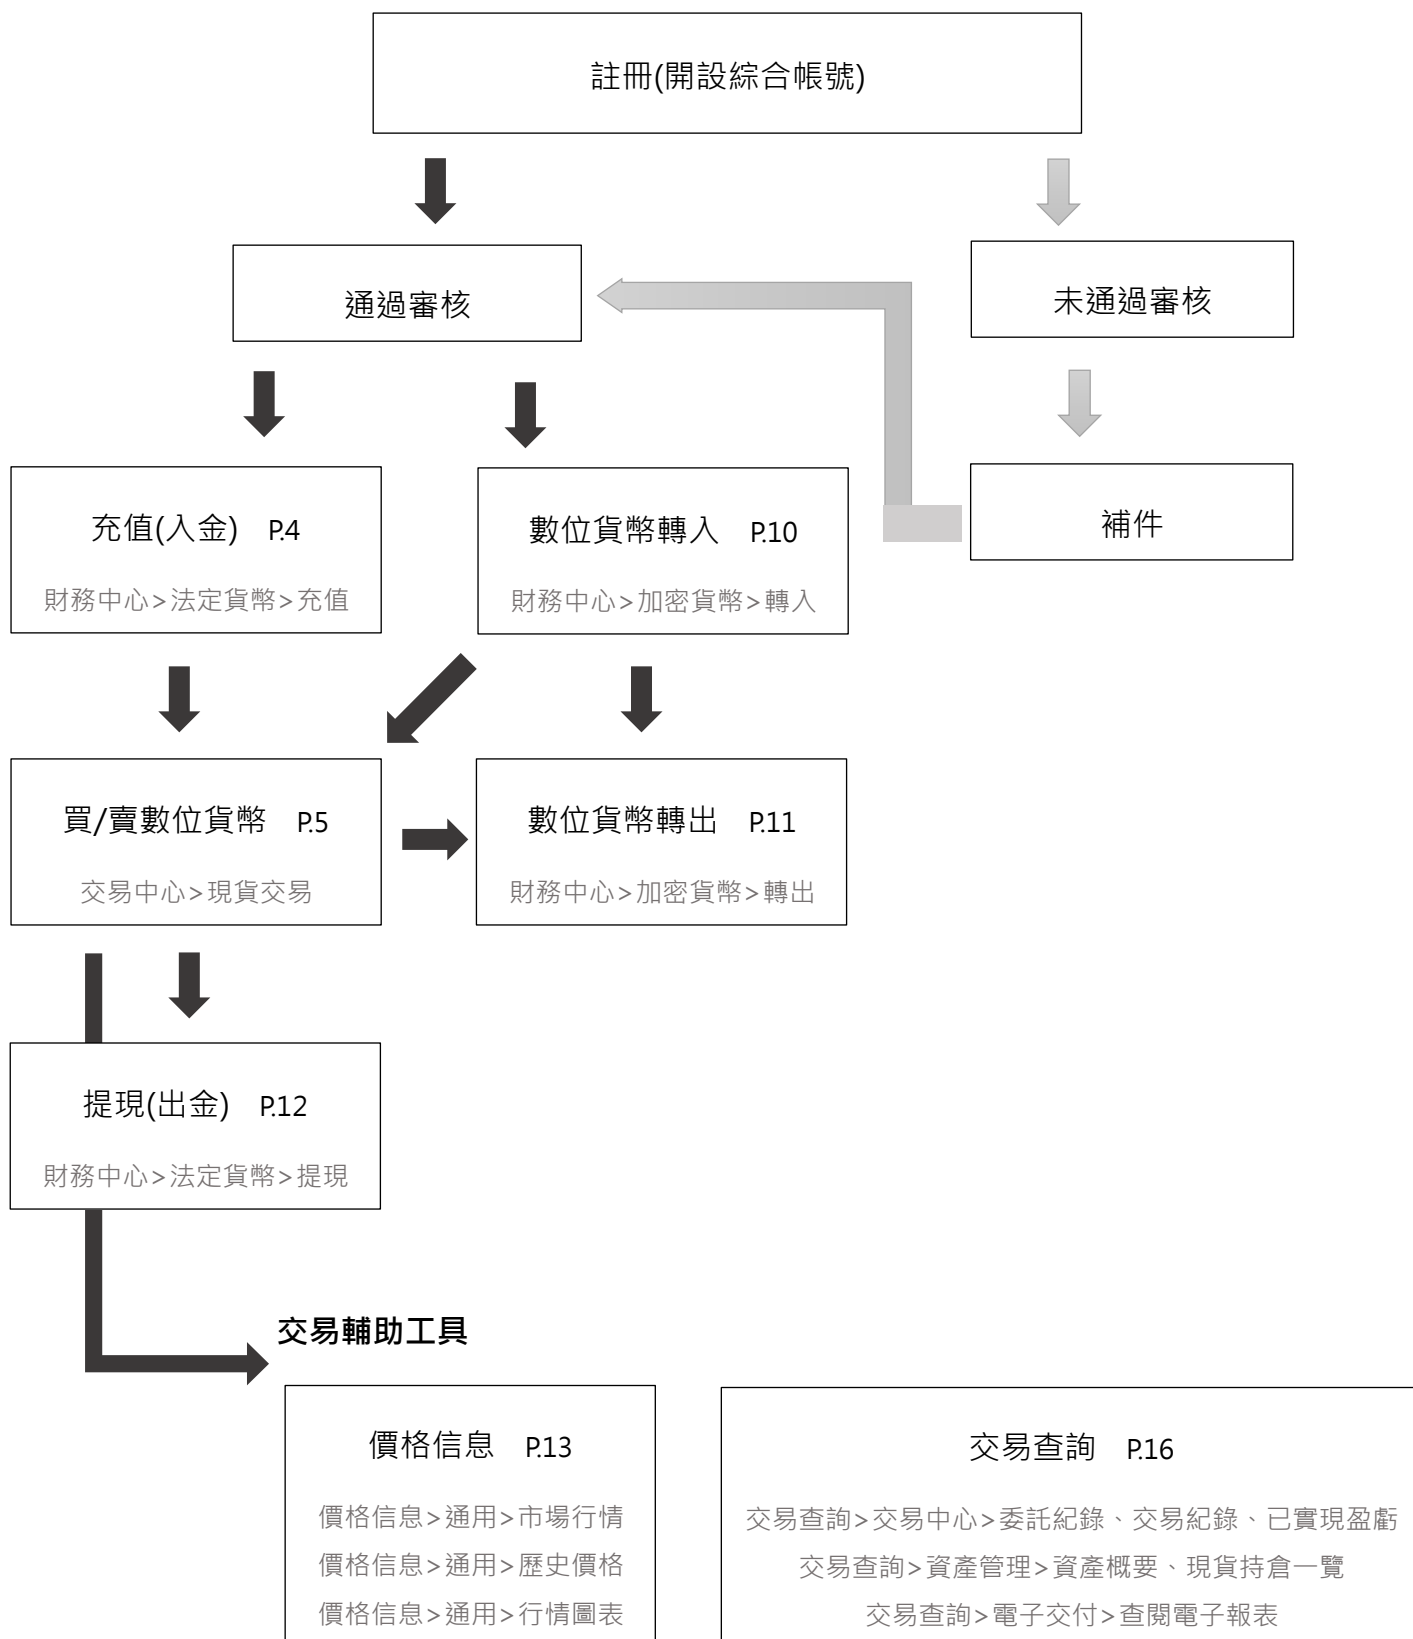 註冊(開設綜合帳號)
通過審核
未通過審核
充值(入金) P.4
財務中心>法定貨幣>充值
數位貨幣轉入 P.10
財務中心>加密貨幣>轉入
補件
買/賣數位貨幣 P.5
交易中心>現貨交易
數位貨幣轉出 P.11
財務中心>加密貨幣>轉出
提現(出金) P.12
財務中心>法定貨幣>提現
交易輔助工具
價格信息 P.13
價格信息>通用>市場行情
價格信息>通用>歷史價格
價格信息>通用>行情圖表
交易查詢 P.16
交易查詢>交易中心>委託紀錄、交易紀錄、已實現盈虧
交易查詢>資產管理>資產概要、現貨持倉一覽
交易查詢>電子交付>查閱電子報表